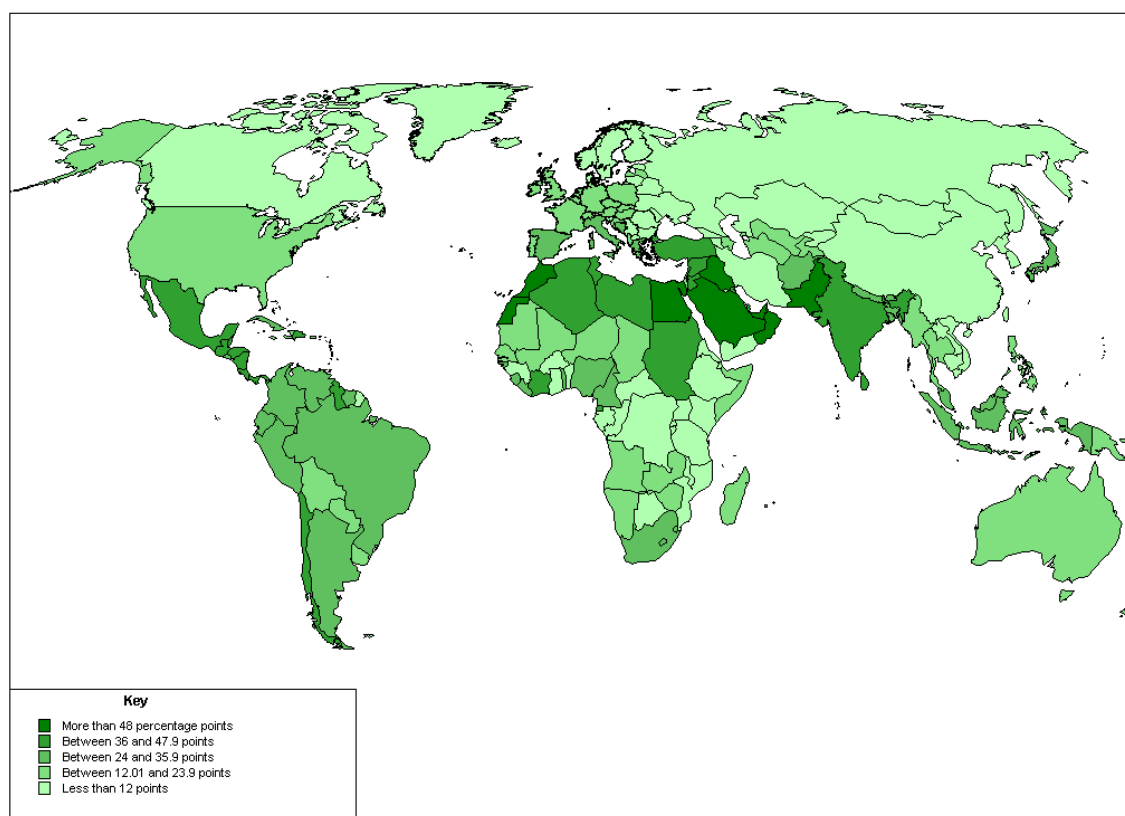 Key
More than 48 percentage points
Between 36 and 47.9 points
Between 24 and 35.9 points
Between 12.01 and 23.9 points
Less than 12 points